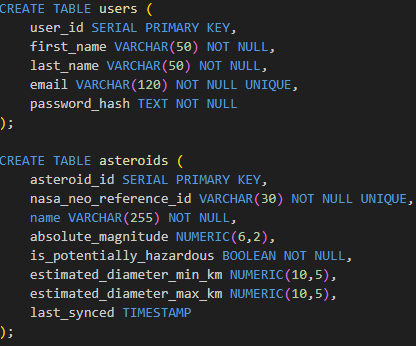 CREATE TABLE users (
    user_id SERIAL PRIMARY KEY,
    first_name VARCHAR(50) NOT NULL,
    last_name VARCHAR(50) NOT NULL,
    email VARCHAR(120) NOT NULL UNIQUE,
    password_hash TEXT NOT NULL
);

CREATE TABLE asteroids (
    asteroid_id SERIAL PRIMARY KEY,
    nasa_neo_reference_id VARCHAR(30) NOT NULL UNIQUE,
    name VARCHAR(255) NOT NULL,
    absolute_magnitude NUMERIC(6,2),
    is_potentially_hazardous BOOLEAN NOT NULL,
    estimated_diameter_min_km NUMERIC(10,5),
    estimated_diameter_max_km NUMERIC(10,5),
    last_synced TIMESTAMP
);